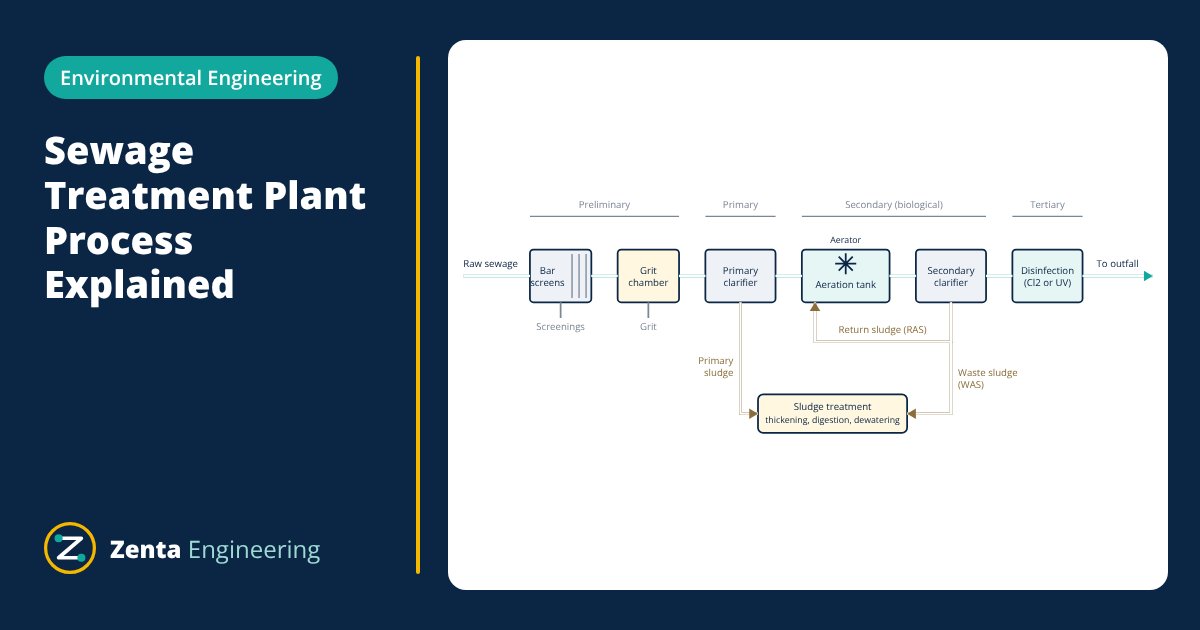 Environmental Engineering
Sewage
Treatment Plant
Process
Explained
Zenta Engineering
Preliminary
Primary
Secondary (biological)
Tertiary
Raw sewage
Bar
screens
Grit
chamber
Primary
clarifier
Aerator
Aeration tank
Secondary
clarifier
Disinfection
(Cl2 or UV)
To outfall
Screenings
Grit
Return sludge (RAS)
Primary
sludge
Waste sludge
(WAS)
Sludge treatment
thickening, digestion, dewatering